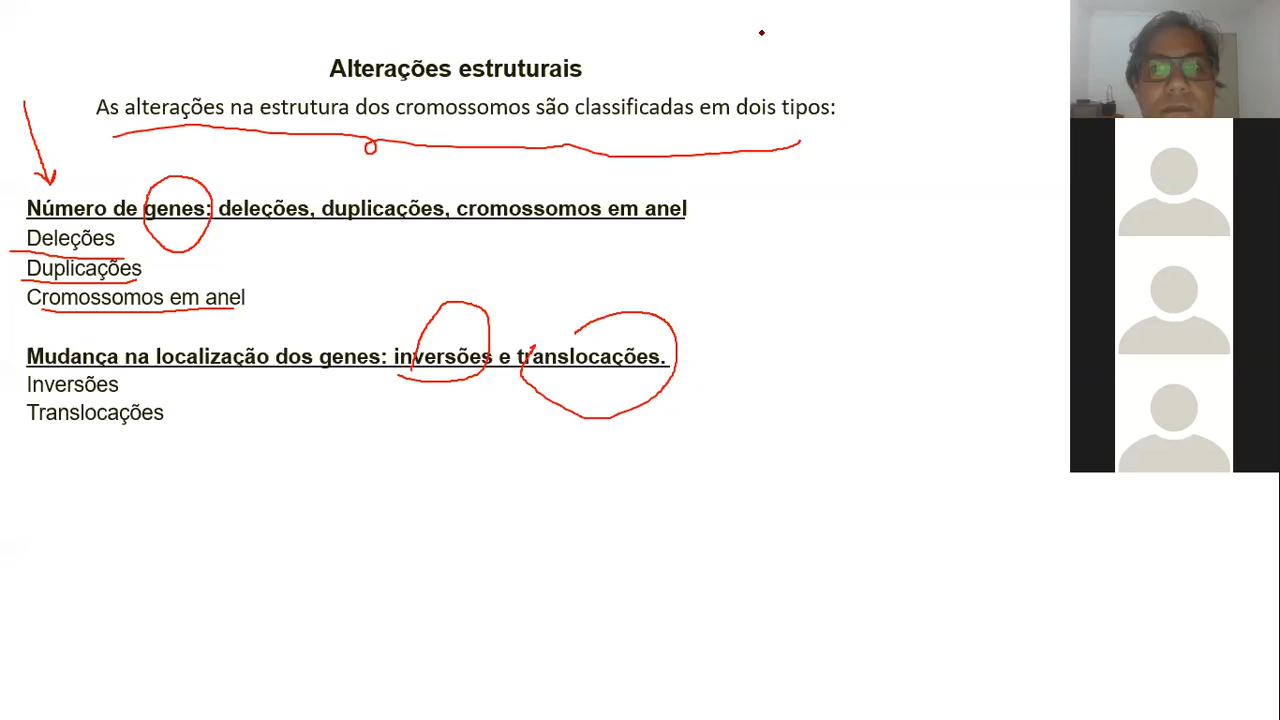 Alterações estruturais
As alterações na estrutura dos cromossomos são classificadas em dois tipos:
Número de genes: deleções, duplicações, cromossomos em anel
Deleções
Duplicações
Cromossomos em anel
Mudança na localização dos genes: inversões e translocações.
Inversões
Translocações